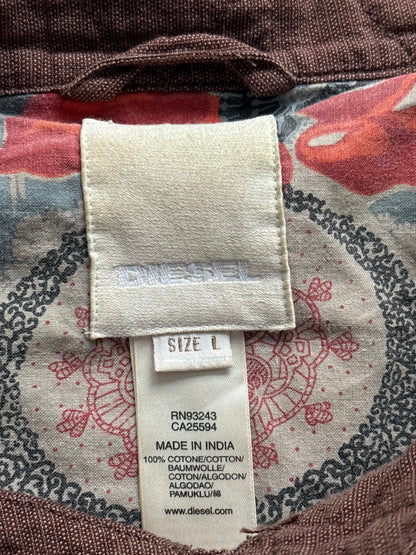 DIESEL
SIZE L
RN93243
CA25594
MADE IN INDIA
100% COTONE/COTTON/
BAUMWOLLE/
COTON/ALGODON/
ALGODAO/
PAMUKLU/綿
www.diesel.com